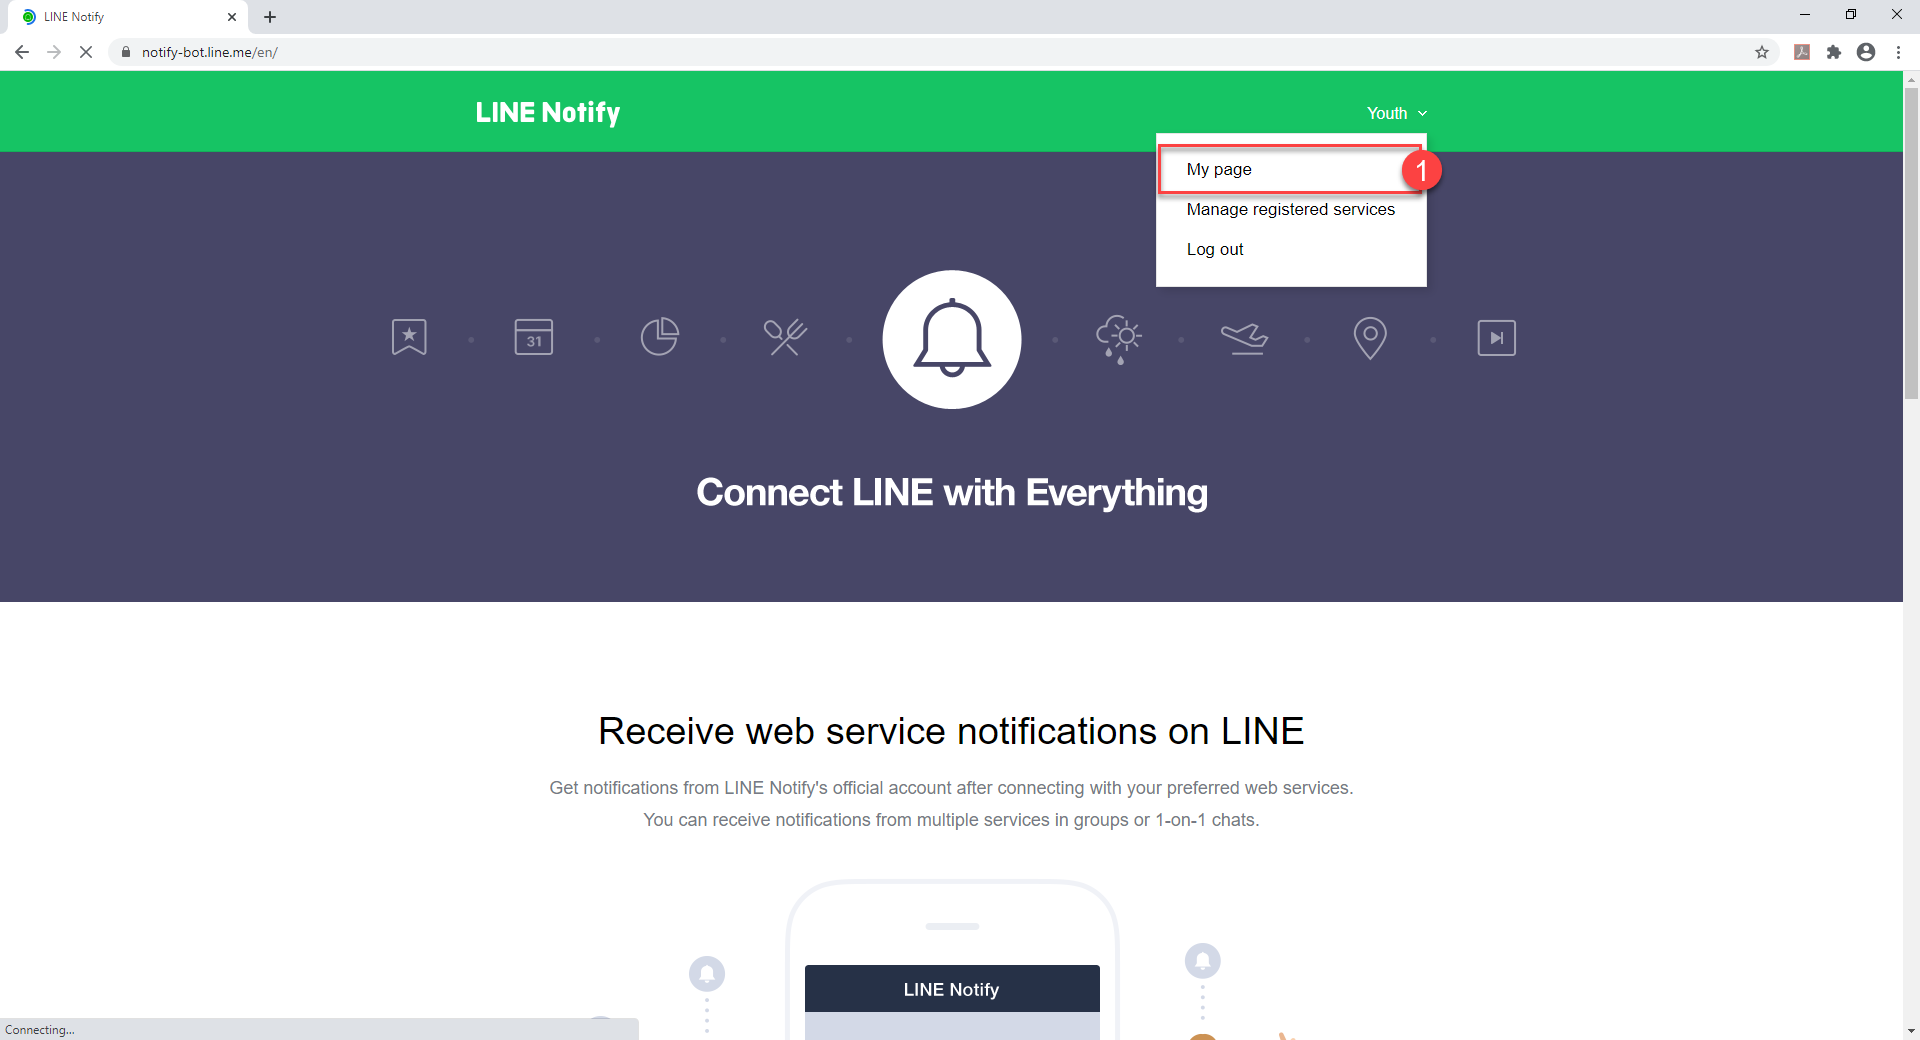 LINE Notify
notify-bot.line.me/en/
LINE Notify
Youth
My page
1
Manage registered services
Log out
31
Connect LINE with Everything
Receive web service notifications on LINE
Get notifications from LINE Notify's official account after connecting with your preferred web services.
You can receive notifications from multiple services in groups or 1-on-1 chats.
LINE Notify
Connecting...